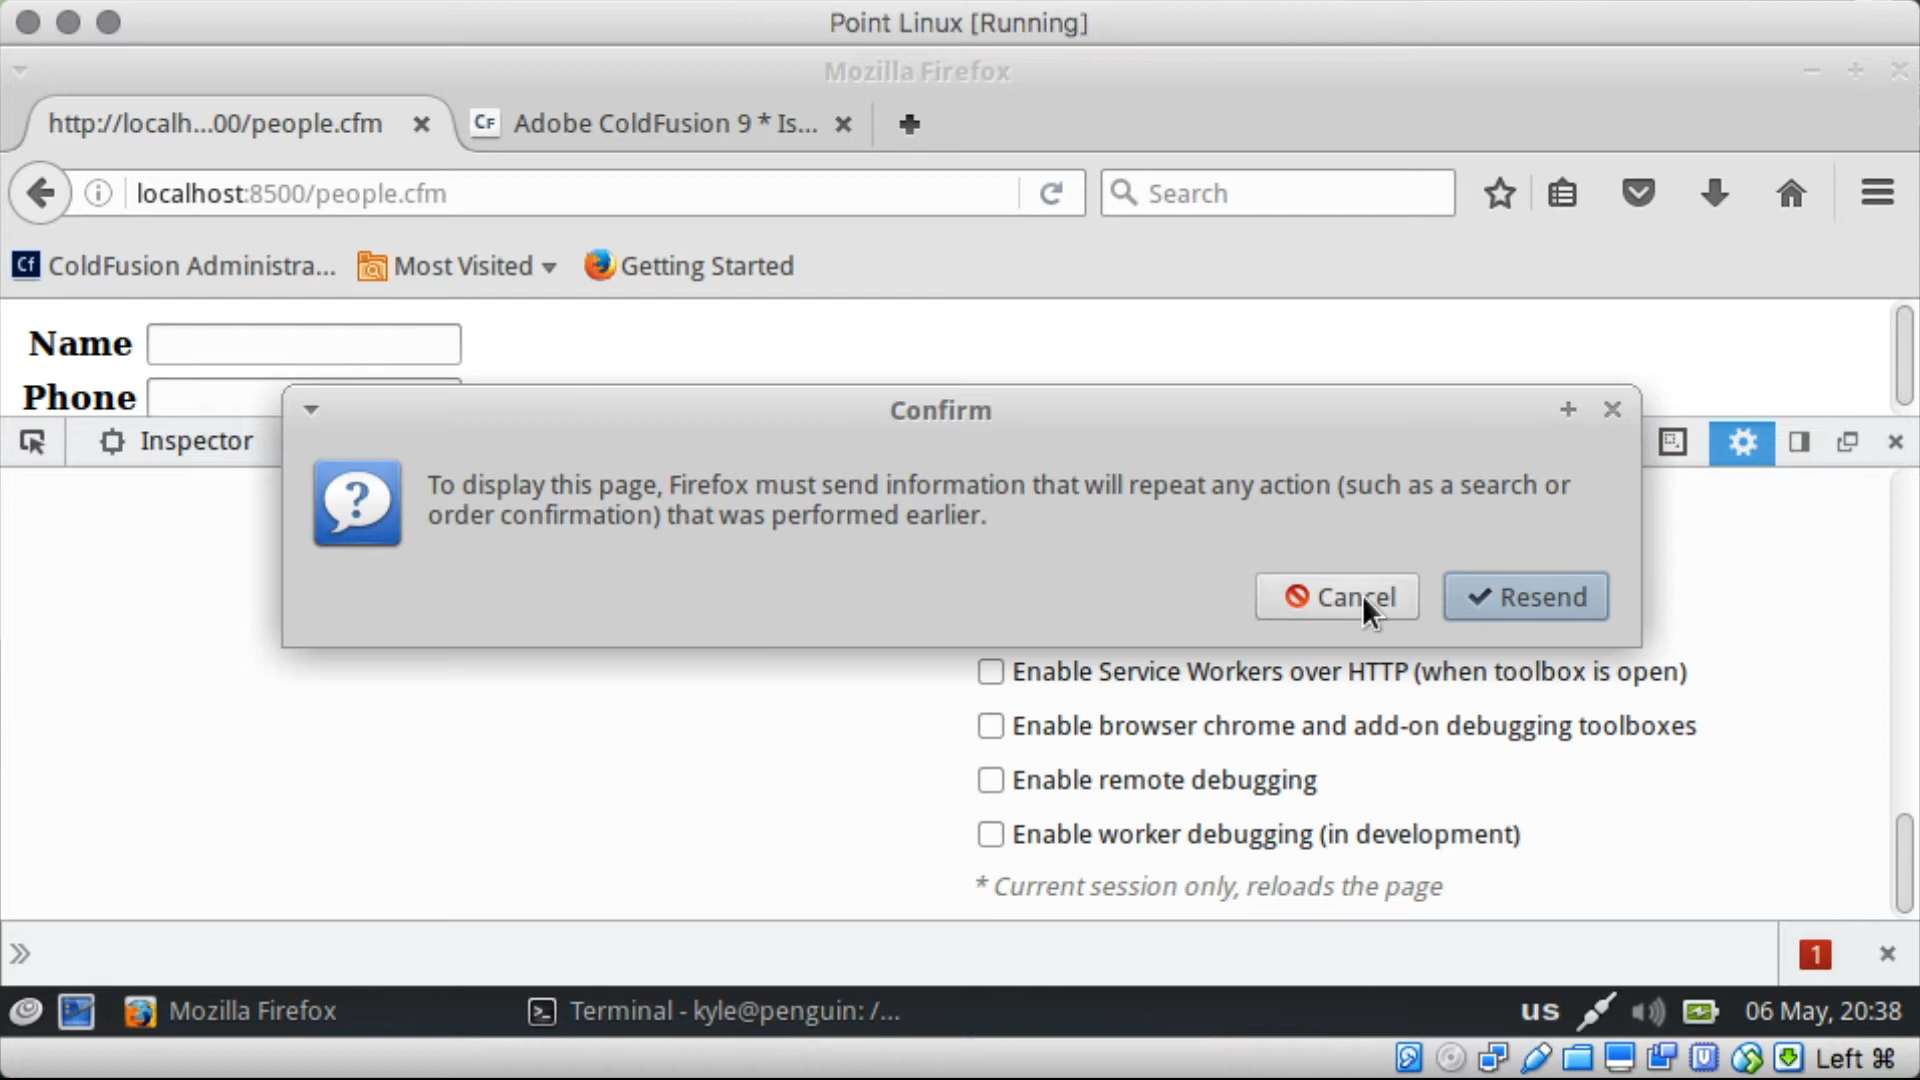 Point Linux [Running]
Mozilla Firefox
http://localh...00/people.cfm
CF Adobe ColdFusion 9 * Is...
localhost:8500/people.cfm
Search
Cf ColdFusion Administra...
Most Visited
Getting Started
Name
Phone
Inspector
Confirm
To display this page, Firefox must send information that will repeat any action (such as a search or
order confirmation) that was performed earlier.
Cancel
Resend
Enable Service Workers over HTTP (when toolbox is open)
Enable browser chrome and add-on debugging toolboxes
Enable remote debugging
Enable worker debugging (in development)
* Current session only, reloads the page
1
Mozilla Firefox
Terminal - kyle@penguin: /...
us
06 May, 20:38
Left ⌘